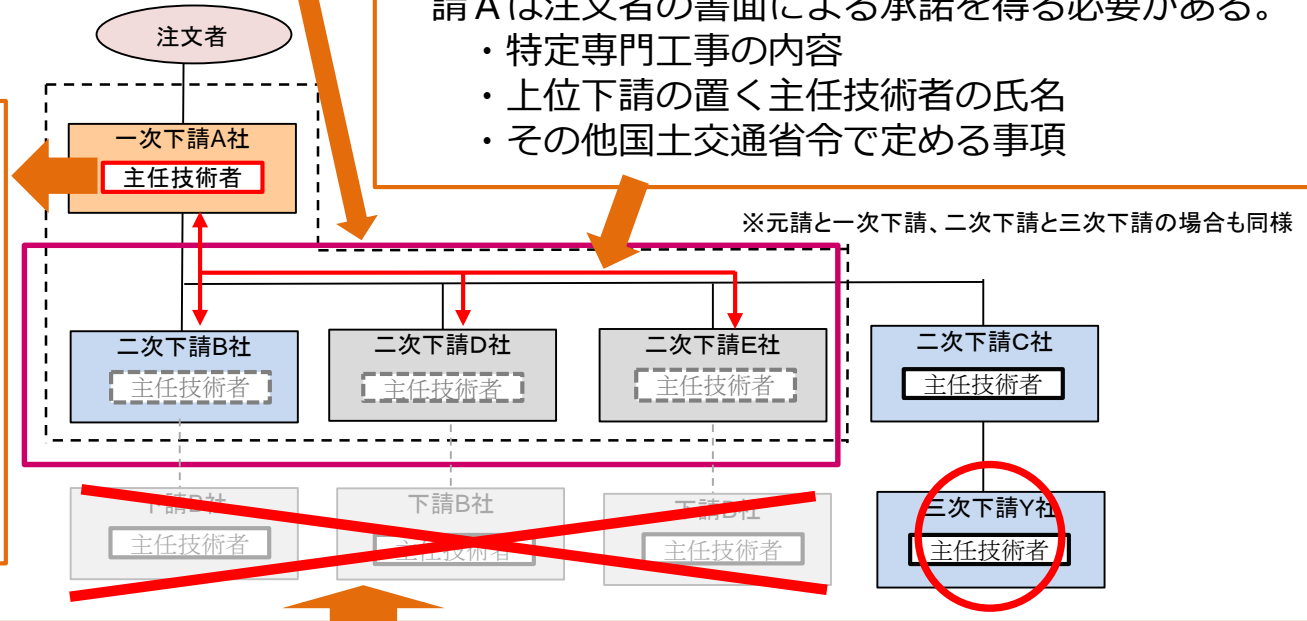 請Aは注文者の書面による承諾を得る必要がある。
・特定専門工事の内容
・上位下請の置く主任技術者の氏名
・その他国土交通省令で定める事項
注文者
一次下請A社
主任技術者
※元請と一次下請、二次下請と三次下請の場合も同様
二次下請B社
主任技術者
二次下請D社
主任技術者
二次下請E社
主任技術者
二次下請C社
主任技術者
下請B社
主任技術者
下請B社
主任技術者
下請B社
主任技術者
三次下請Y社
主任技術者